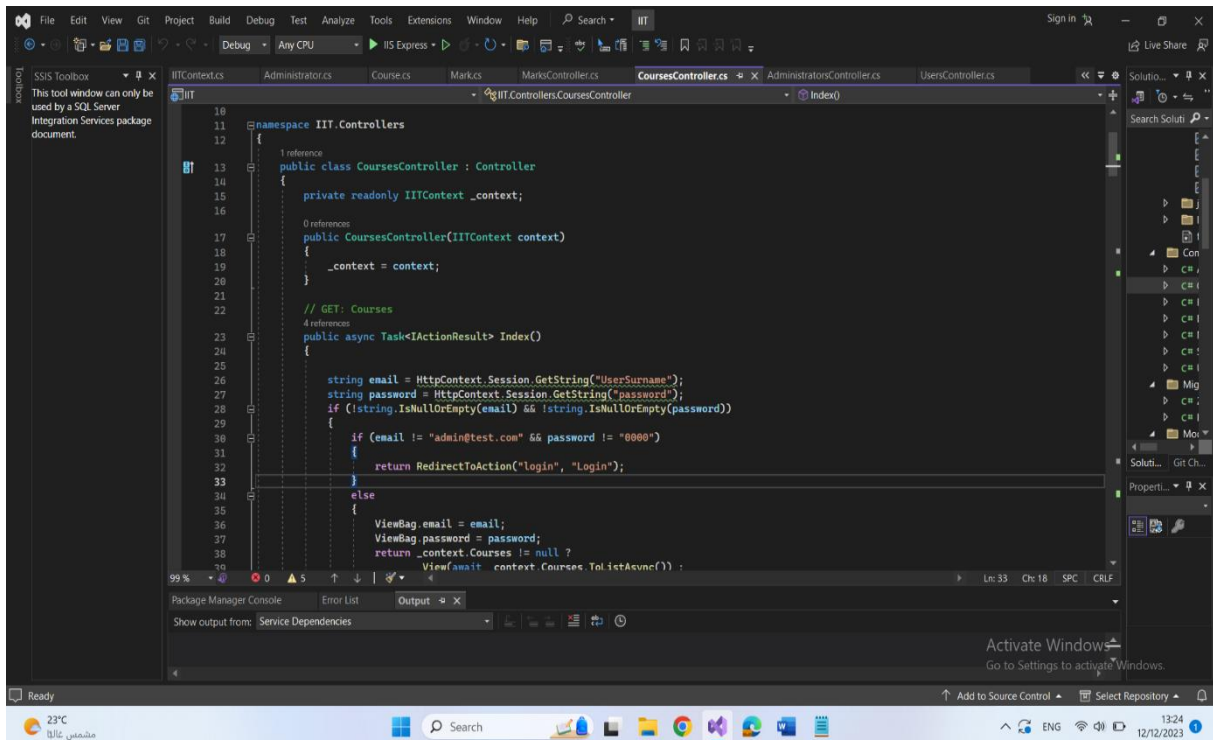 File Edit View Git Project Build Debug Test Analyze Tools Extensions Window Help Search IIT Sign in
Debug Any CPU IIS Express Live Share
Toolbox
SSIS Toolbox
This tool window can only be
used by a SQL Server
Integration Services package
document.
IITContext.cs Administrator.cs Course.cs Mark.cs MarksController.cs CoursesController.cs AdministratorsController.cs UsersController.cs
IIT IIT.Controllers.CoursesController Index()
10
11 namespace IIT.Controllers
12 {
1 reference
13 public class CoursesController : Controller
14 {
15 private readonly IITContext _context;
16
0 references
17 public CoursesController(IITContext context)
18 {
19 _context = context;
20 }
21
22 // GET: Courses
4 references
23 public async Task<IActionResult> Index()
24 {
25
26 string email = HttpContext.Session.GetString("UserSurname");
27 string password = HttpContext.Session.GetString("password");
28 if (!string.IsNullOrEmpty(email) && !string.IsNullOrEmpty(password))
29 {
30 if (email != "admin@test.com" && password != "0000")
31 {
32 return RedirectToAction("login", "Login");
33 }
34 else
35 {
36 ViewBag.email = email;
37 ViewBag.password = password;
38 return _context.Courses != null ?
39 View(await _context.Courses.ToListAsync()) :
99 % 0 5 Ln: 33 Ch: 18 SPC CRLF
Package Manager Console Error List Output
Show output from: Service Dependencies
Solutio...
Search Soluti
Con
C#
C#
C#
C#
C#
C#
C#
Mig
C#
C#
Mo
Soluti... Git Ch...
Properti...
Activate Windows
Go to Settings to activate Windows.
Ready Add to Source Control Select Repository
23°C
مشمس غالبًا
Search
ENG
13:24
12/12/2023
1